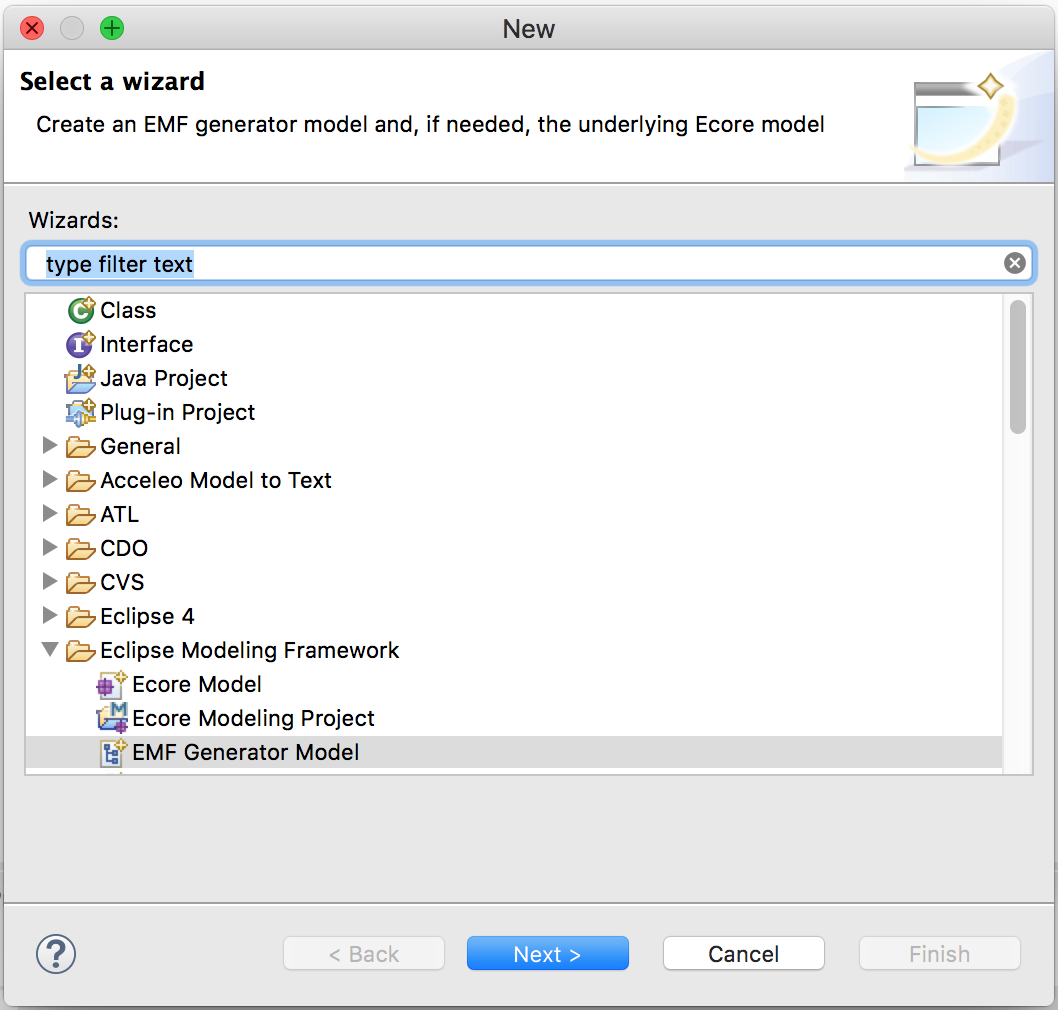 New
Select a wizard
Create an EMF generator model and, if needed, the underlying Ecore model
Wizards:
type filter text
Class
Interface
Java Project
Plug-in Project
General
Acceleo Model to Text
ATL
CDO
CVS
Eclipse 4
Eclipse Modeling Framework
Ecore Model
Ecore Modeling Project
EMF Generator Model
< Back
Next >
Cancel
Finish